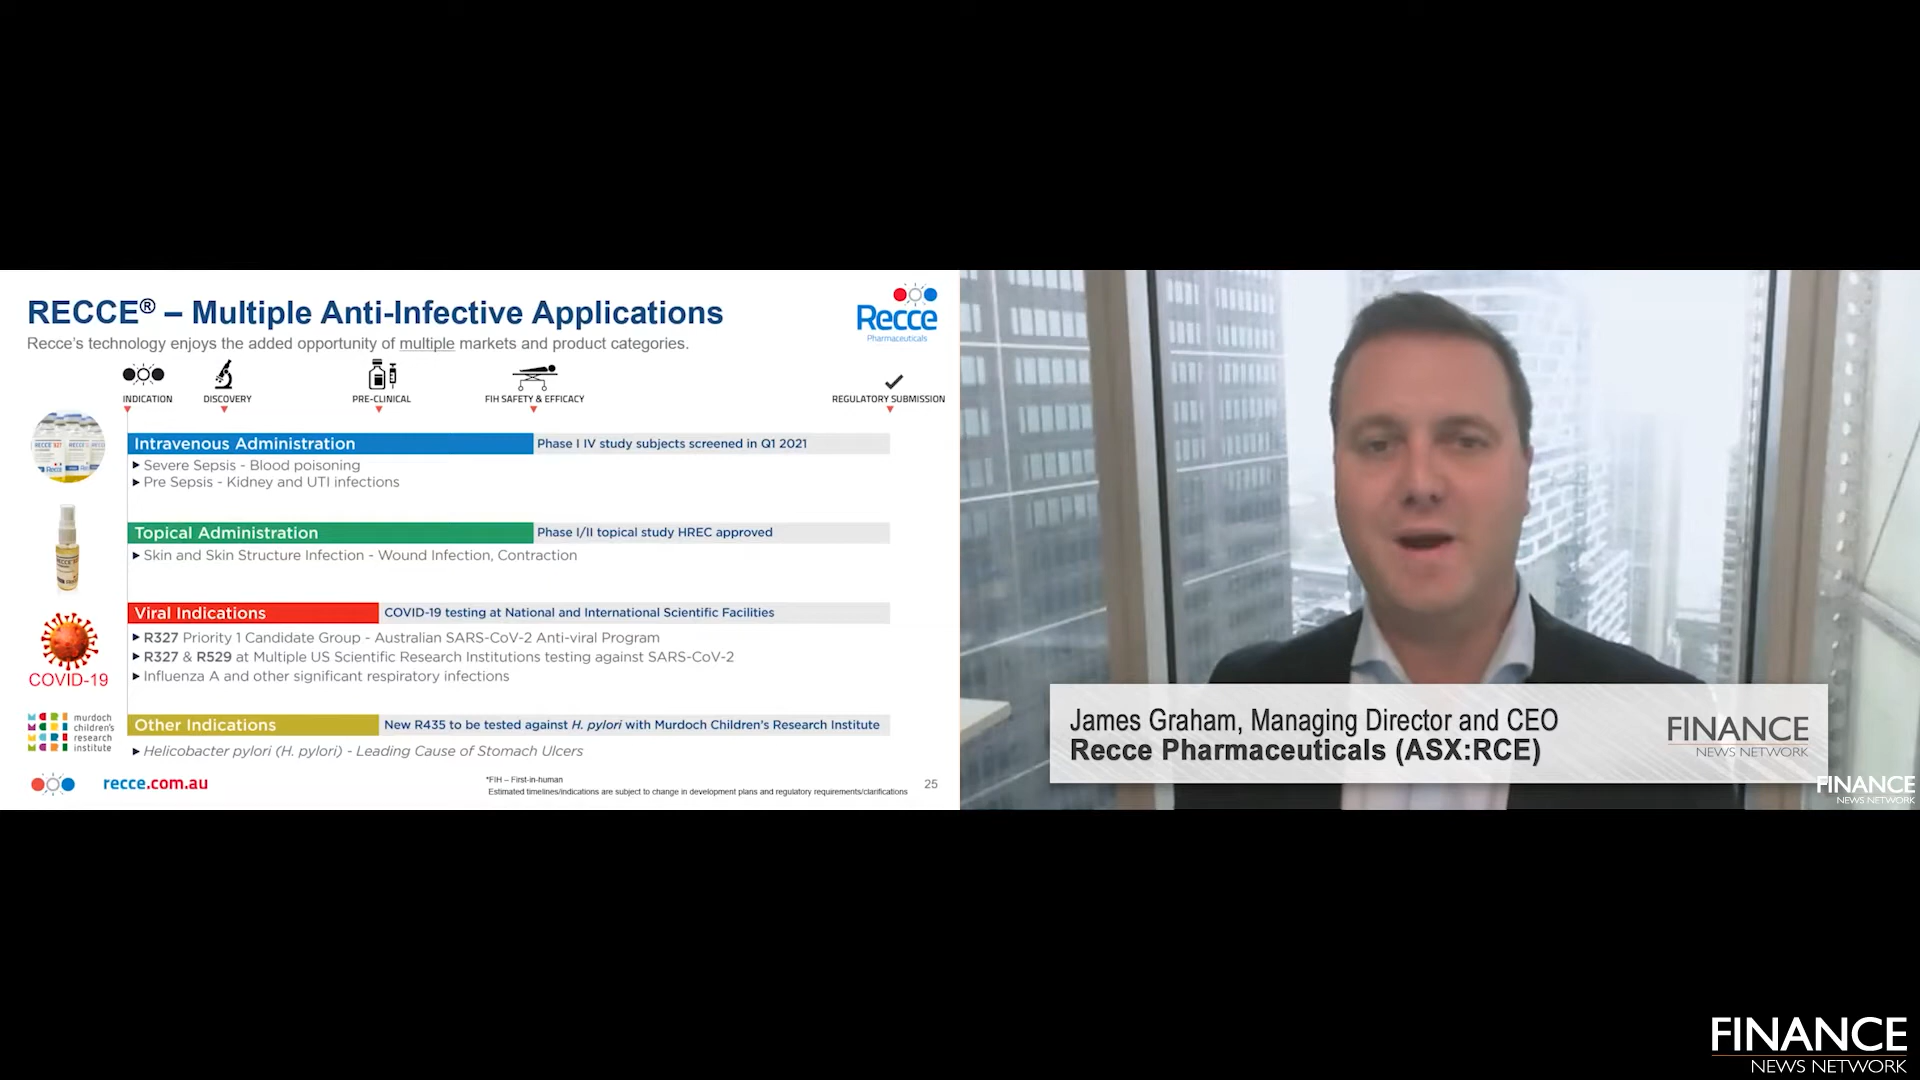 RECCE® – Multiple Anti-Infective Applications
Recce's technology enjoys the added opportunity of multiple markets and product categories.
Recce
Pharmaceuticals
INDICATION
DISCOVERY
PRE-CLINICAL
FIH SAFETY & EFFICACY
REGULATORY SUBMISSION
Intravenous Administration
Phase I IV study subjects screened in Q1 2021
Severe Sepsis - Blood poisoning
Pre Sepsis - Kidney and UTI infections
Topical Administration
Phase I/II topical study HREC approved
Skin and Skin Structure Infection - Wound Infection, Contraction
Viral Indications
COVID-19 testing at National and International Scientific Facilities
R327 Priority 1 Candidate Group - Australian SARS-CoV-2 Anti-viral Program
R327 & R529 at Multiple US Scientific Research Institutions testing against SARS-CoV-2
Influenza A and other significant respiratory infections
COVID-19
murdoch
children's
research
institute
Other Indications
New R435 to be tested against H. pylori with Murdoch Children's Research Institute
Helicobacter pylori (H. pylori) - Leading Cause of Stomach Ulcers
recce.com.au
*FIH – First-in-human
Estimated timelines/indications are subject to change in development plans and regulatory requirements/clarifications
25
James Graham, Managing Director and CEO
Recce Pharmaceuticals (ASX:RCE)
FINANCE
NEWS NETWORK
FINANCE
NEWS NETWORK
FINANCE
NEWS NETWORK